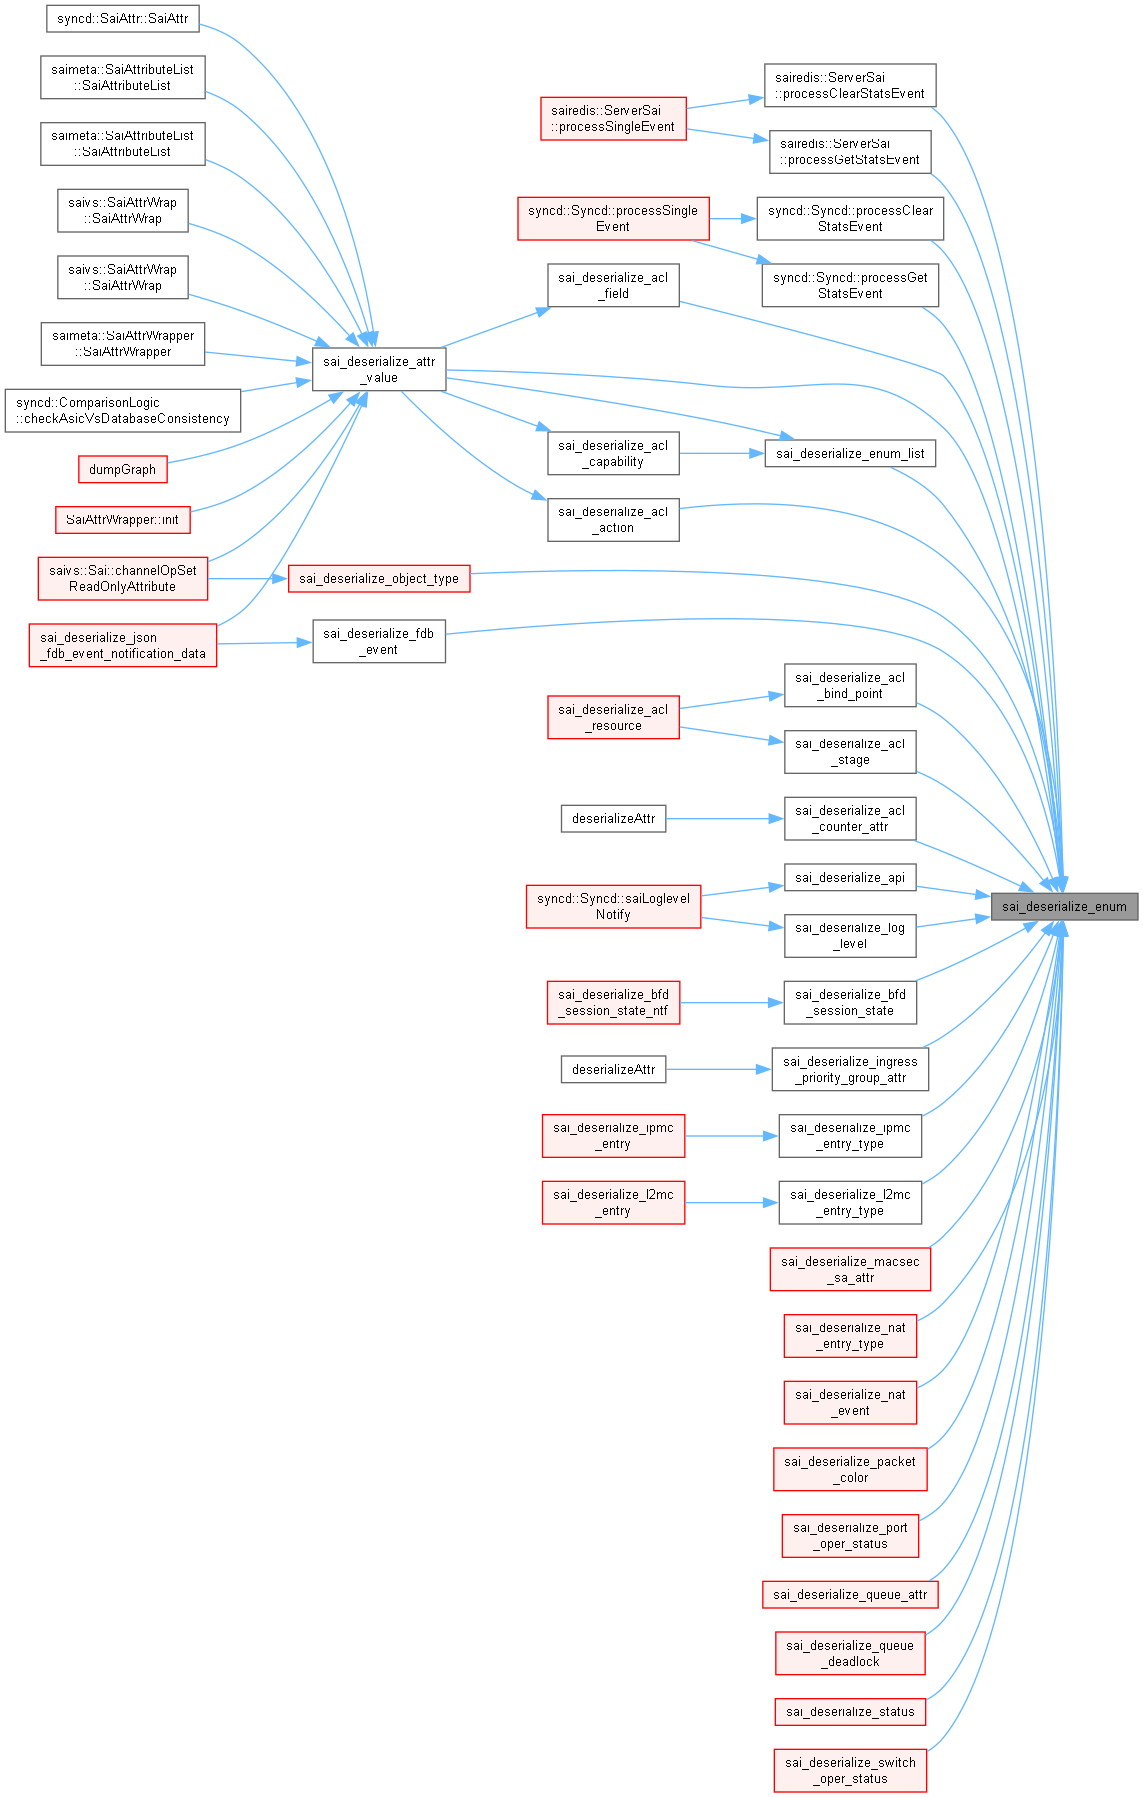 syncd::SaiAttr::SaiAttr
saimeta::SaiAttributeList
::SaiAttributeList
saimeta::SaiAttributeList
::SaiAttributeList
saivs::SaiAttrWrap
::SaiAttrWrap
saivs::SaiAttrWrap
::SaiAttrWrap
saimeta::SaiAttrWrapper
::SaiAttrWrapper
syncd::ComparisonLogic
::checkAsicVsDatabaseConsistency
dumpGraph
SaiAttrWrapper::init
saivs::Sai::channelOpSet
ReadOnlyAttribute
sai_deserialize_json
_fdb_event_notification_data
sai_deserialize_attr
_value
sai_deserialize_object_type
sai_deserialize_fdb
_event
sairedis::ServerSai
::processSingleEvent
syncd::Syncd::processSingle
Event
sai_deserialize_acl
_field
sai_deserialize_acl
_capability
sai_deserialize_acl
_action
sai_deserialize_acl
_resource
deserializeAttr
syncd::Syncd::saiLoglevel
Notify
sai_deserialize_bfd
_session_state_ntf
deserializeAttr
sai_deserialize_ipmc
_entry
sai_deserialize_l2mc
_entry
sairedis::ServerSai
::processClearStatsEvent
sairedis::ServerSai
::processGetStatsEvent
syncd::Syncd::processClear
StatsEvent
syncd::Syncd::processGet
StatsEvent
sai_deserialize_enum_list
sai_deserialize_acl
_bind_point
sai_deserialize_acl
_stage
sai_deserialize_acl
_counter_attr
sai_deserialize_api
sai_deserialize_log
_level
sai_deserialize_bfd
_session_state
sai_deserialize_ingress
_priority_group_attr
sai_deserialize_ipmc
_entry_type
sai_deserialize_l2mc
_entry_type
sai_deserialize_macsec
_sa_attr
sai_deserialize_nat
_entry_type
sai_deserialize_nat
_event
sai_deserialize_packet
_color
sai_deserialize_port
_oper_status
sai_deserialize_queue_attr
sai_deserialize_queue
_deadlock
sai_deserialize_status
sai_deserialize_switch
_oper_status
sai_deserialize_enum